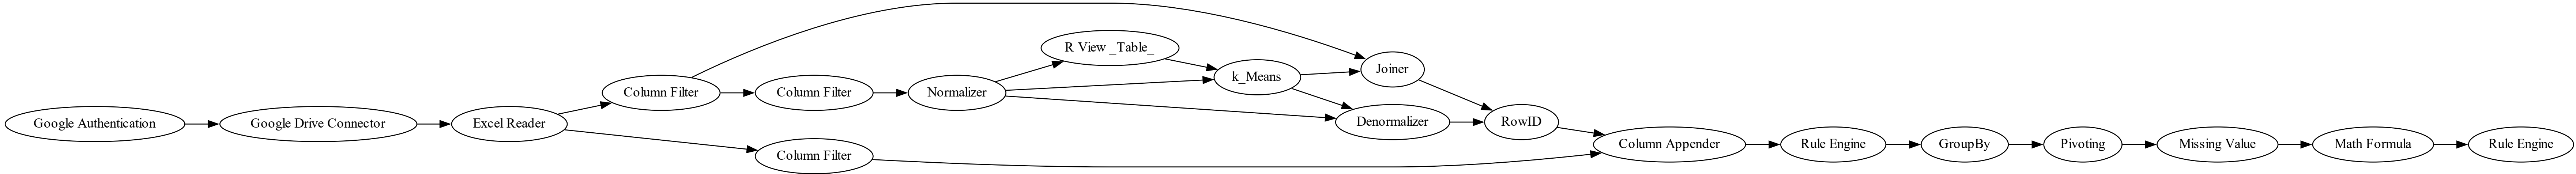 Google Authentication
Google Drive Connector
Excel Reader
Column Filter
Column Filter
Column Filter
Normalizer
R View _Table_
k_Means
Joiner
Denormalizer
RowID
Column Appender
Rule Engine
GroupBy
Pivoting
Missing Value
Math Formula
Rule Engine